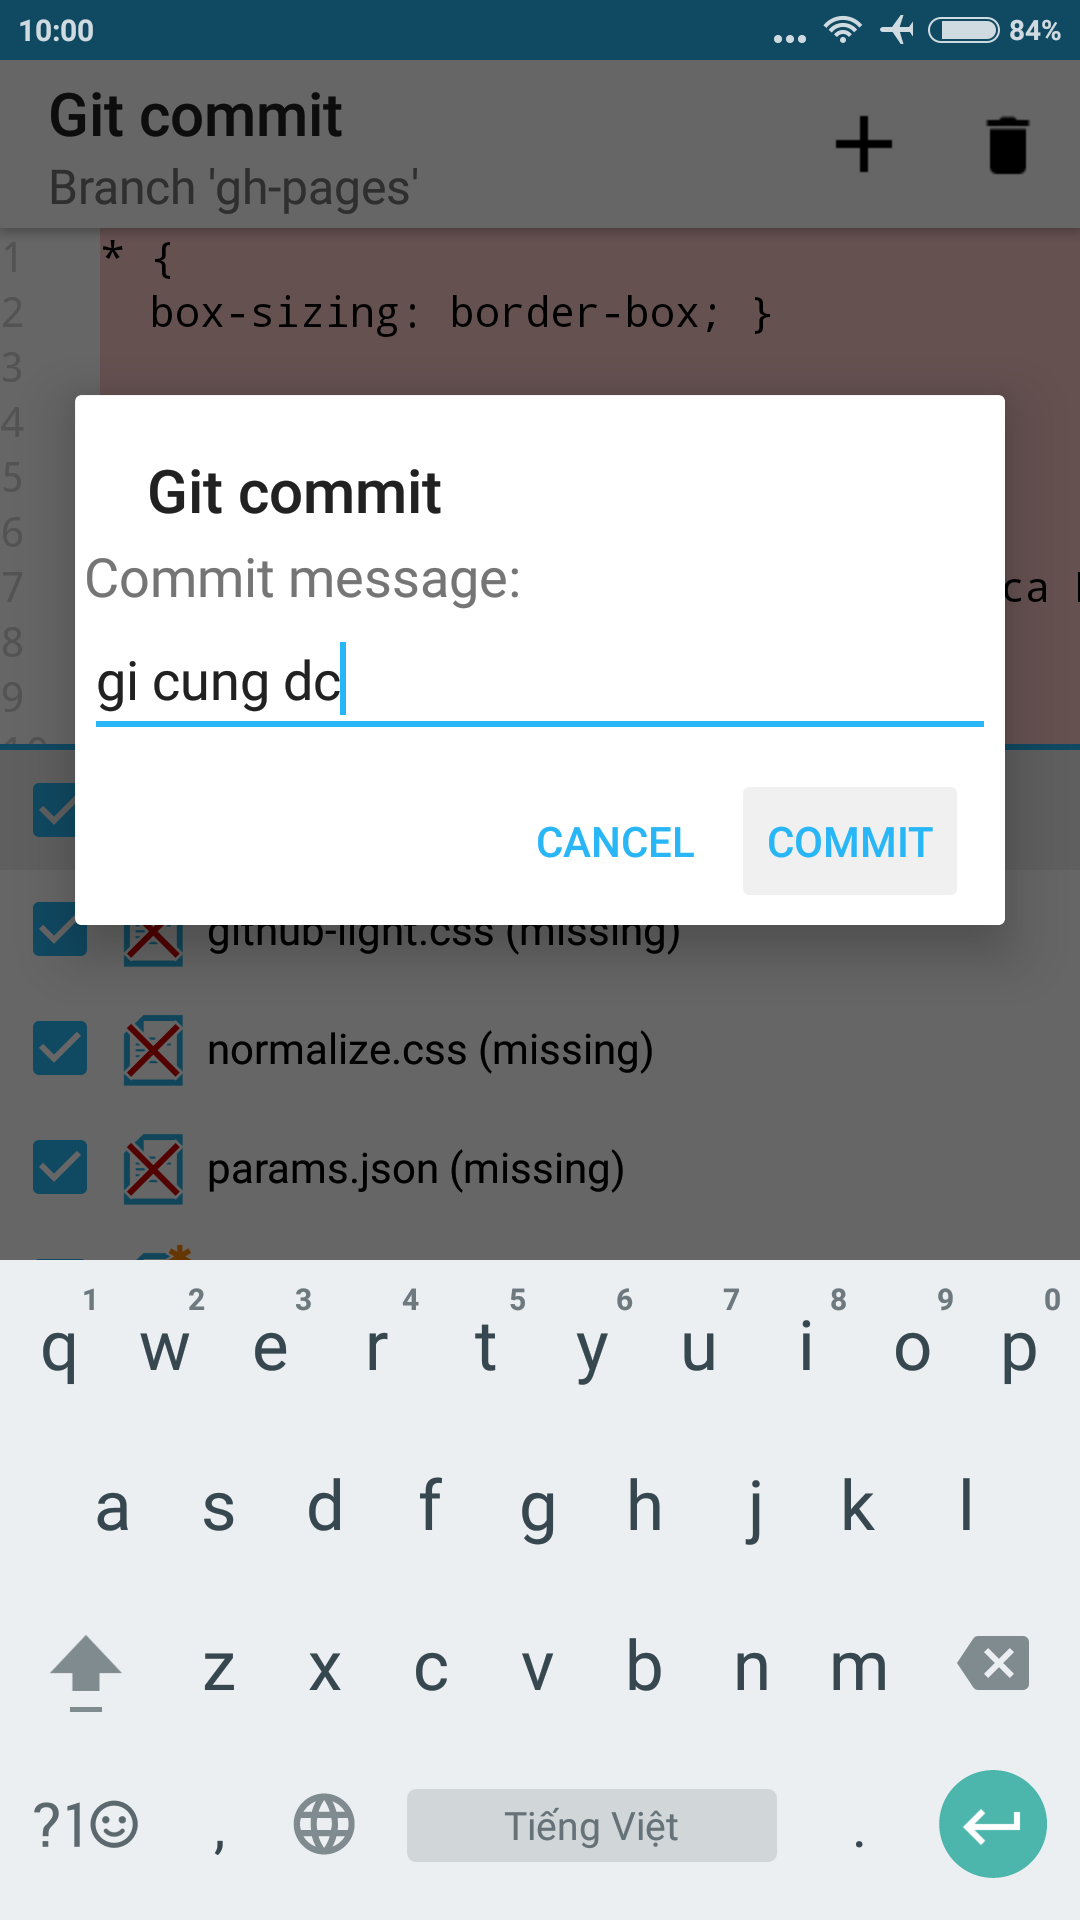 10:00 84%
Git commit
Branch 'gh-pages'
1 * {
2 box-sizing: border-box; }
3
4
5
6
7 ca
8
9
10
Git commit
Commit message:
gi cung dc
CANCEL COMMIT
github-light.css (missing)
normalize.css (missing)
params.json (missing)
1 2 3 4 5 6 7 8 9 0
q w e r t y u i o p
a s d f g h j k l
z x c v b n m
?1 , Tiếng Việt .